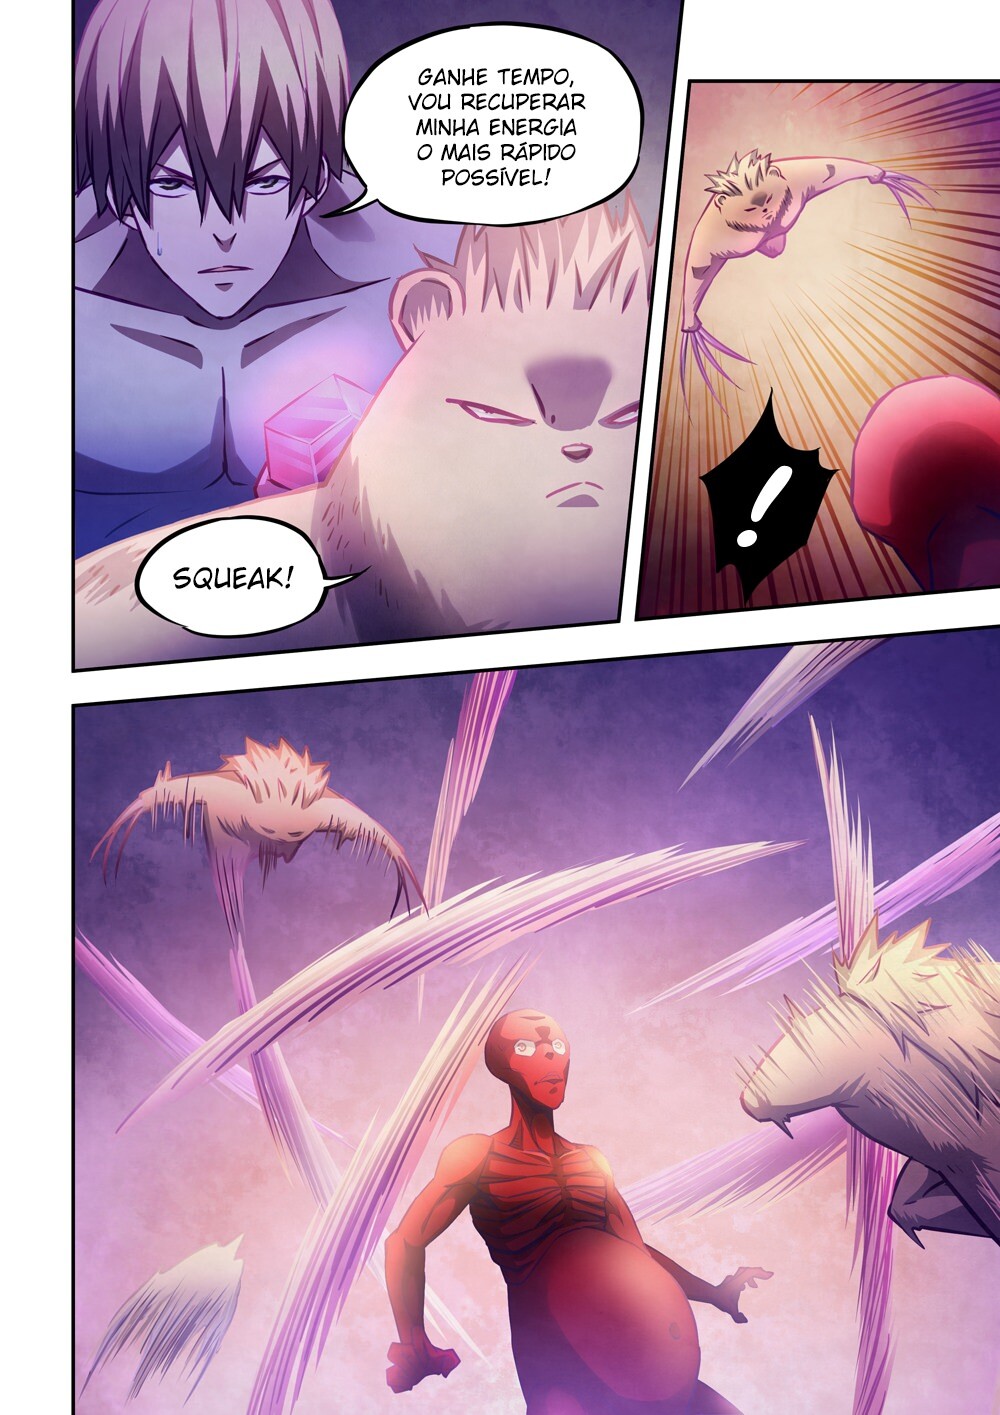 GANHE TEMPO,
VOU RECUPERAR
MINHA ENERGIA
O MAIS RÁPIDO
POSSÍVEL!
SQUEAK!
!